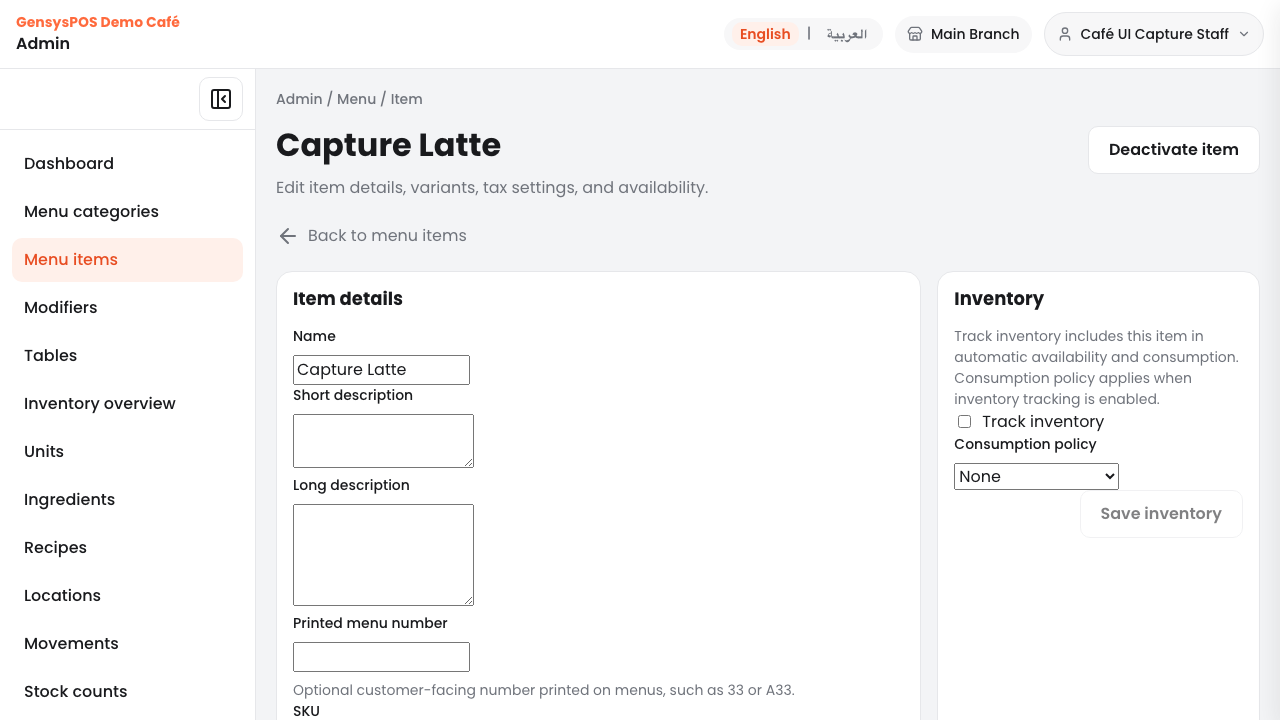 GensysPOS Demo Café
Admin
English | العربية
Main Branch
Café UI Capture Staff
Dashboard
Menu categories
Menu items
Modifiers
Tables
Inventory overview
Units
Ingredients
Recipes
Locations
Movements
Stock counts
Admin / Menu / Item
Capture Latte
Edit item details, variants, tax settings, and availability.
Deactivate item
Back to menu items
Item details
Name
Capture Latte
Short description
Long description
Printed menu number
Optional customer-facing number printed on menus, such as 33 or A33.
SKU
Inventory
Track inventory includes this item in
automatic availability and consumption.
Consumption policy applies when
inventory tracking is enabled.
Track inventory
Consumption policy
None
Save inventory